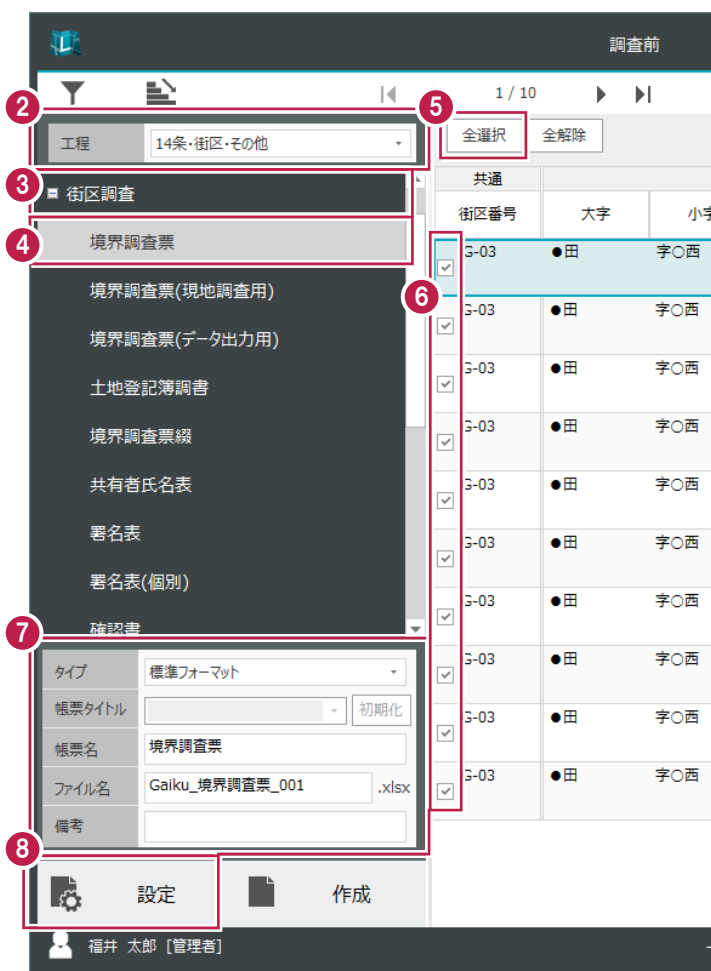 調査前
1 / 10
2
5
工程
14条・街区・その他
全選択
全解除
3
街区調査
共通
街区番号
大字
小字
4
境界調査票
境界調査票(現地調査用)
境界調査票(データ出力用)
土地登記簿調書
境界調査票綴
共有者氏名表
署名表
署名表(個別)
確認書
6
G-03
●田
字○西
G-03
●田
字○西
G-03
●田
字○西
G-03
●田
字○西
G-03
●田
字○西
G-03
●田
字○西
G-03
●田
字○西
G-03
●田
字○西
G-03
●田
字○西
G-03
●田
字○西
7
タイプ
標準フォーマット
帳票タイトル
初期化
帳票名
境界調査票
ファイル名
Gaiku_境界調査票_001
.xlsx
備考
8
設定
作成
福井 太郎 [管理者]